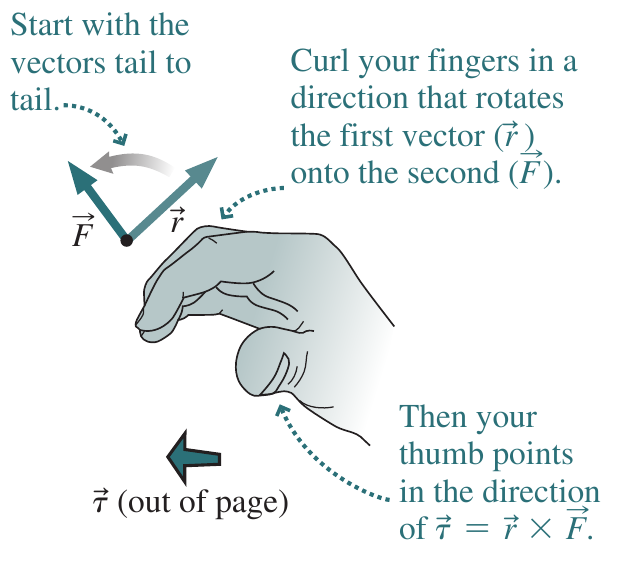 Start with the
vectors tail to
tail.
Curl your fingers in a
direction that rotates
the first vector (r⃗)
onto the second (F⃗).
F⃗
r⃗
Then your
thumb points
in the direction
of τ⃗ = r⃗ × F⃗.
τ⃗ (out of page)